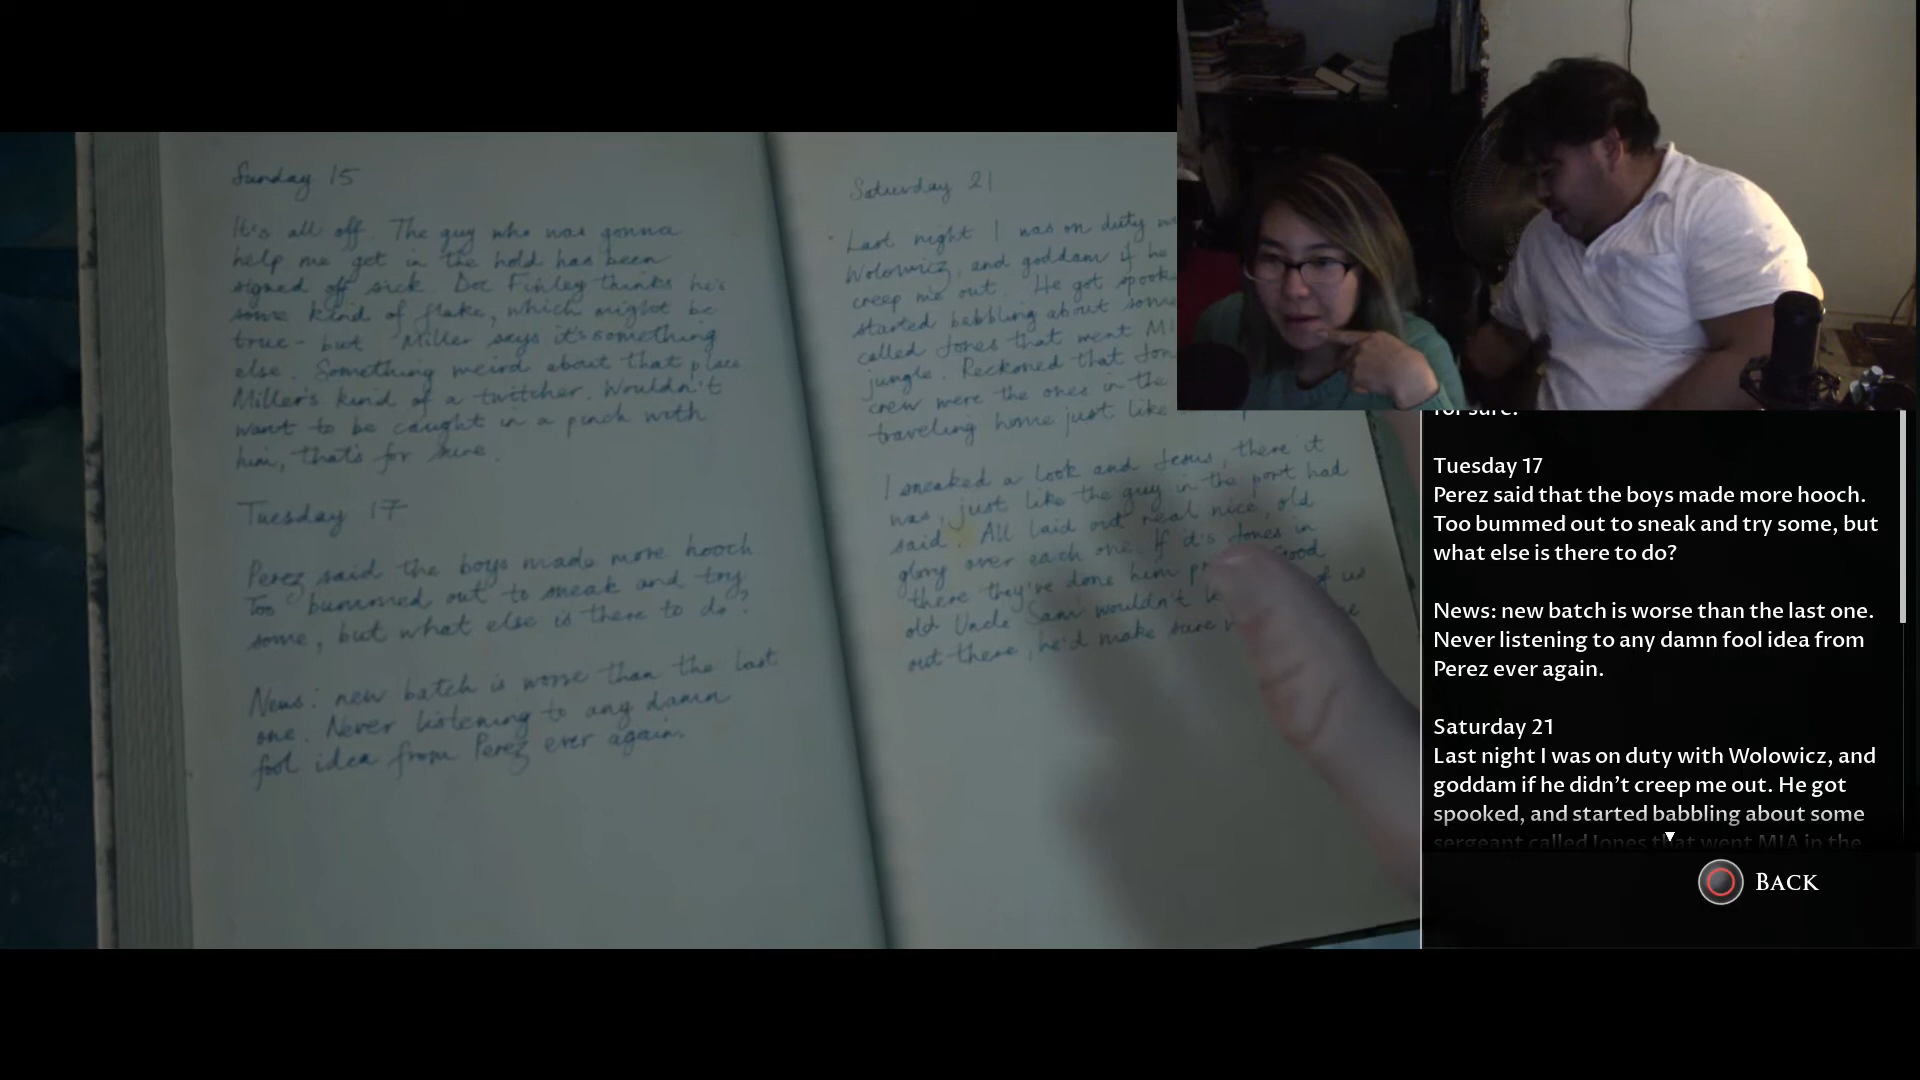 Sunday 15
It's all off. The guy who was gonna
help me get in the hold has been
signed off sick. Doc Finley thinks he's
some kind of flake, which might be
true - but Miller says it's something
else. Something weird about that place
Miller's kind of a twitcher. Wouldn't
want to be caught in a pinch with
him, that's for sure.
Tuesday 17
Perez said the boys made more hooch
Too bummed out to sneak and try
some, but what else is there to do?
News: new batch is worse than the last
one. Never listening to any damn
fool idea from Perez ever again.
Saturday 21
Last night I was on duty
Wolowicz, and goddam if he
creep me out. He got
started babbling about
called Jones that went
jungle. Reckoned that
crew were the ones in the
traveling home just like
I sneaked a look and Jesus, there it
was, just like the guy in the port had
said. All laid out real nice, old
glory over each one. If it's Jones in
there they've done him Good
old Uncle Sam wouldn't of us
out there, he'd make sure
for sure.
Tuesday 17
Perez said that the boys made more hooch.
Too bummed out to sneak and try some, but
what else is there to do?
News: new batch is worse than the last one.
Never listening to any damn fool idea from
Perez ever again.
Saturday 21
Last night I was on duty with Wolowicz, and
goddam if he didn't creep me out. He got
spooked, and started babbling about some
sergeant called Jones that went MIA in the
BACK